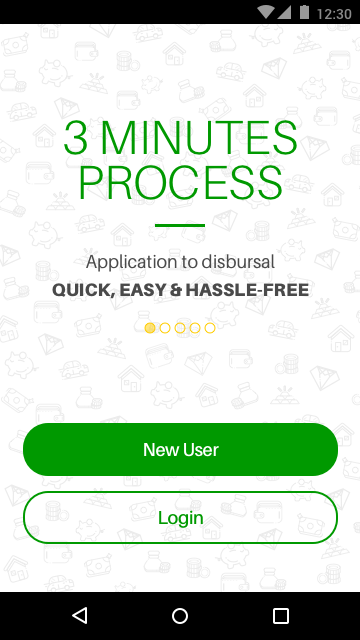 12:30
3 MINUTES
PROCESS
Application to disbursal
QUICK, EASY & HASSLE-FREE
New User
Login